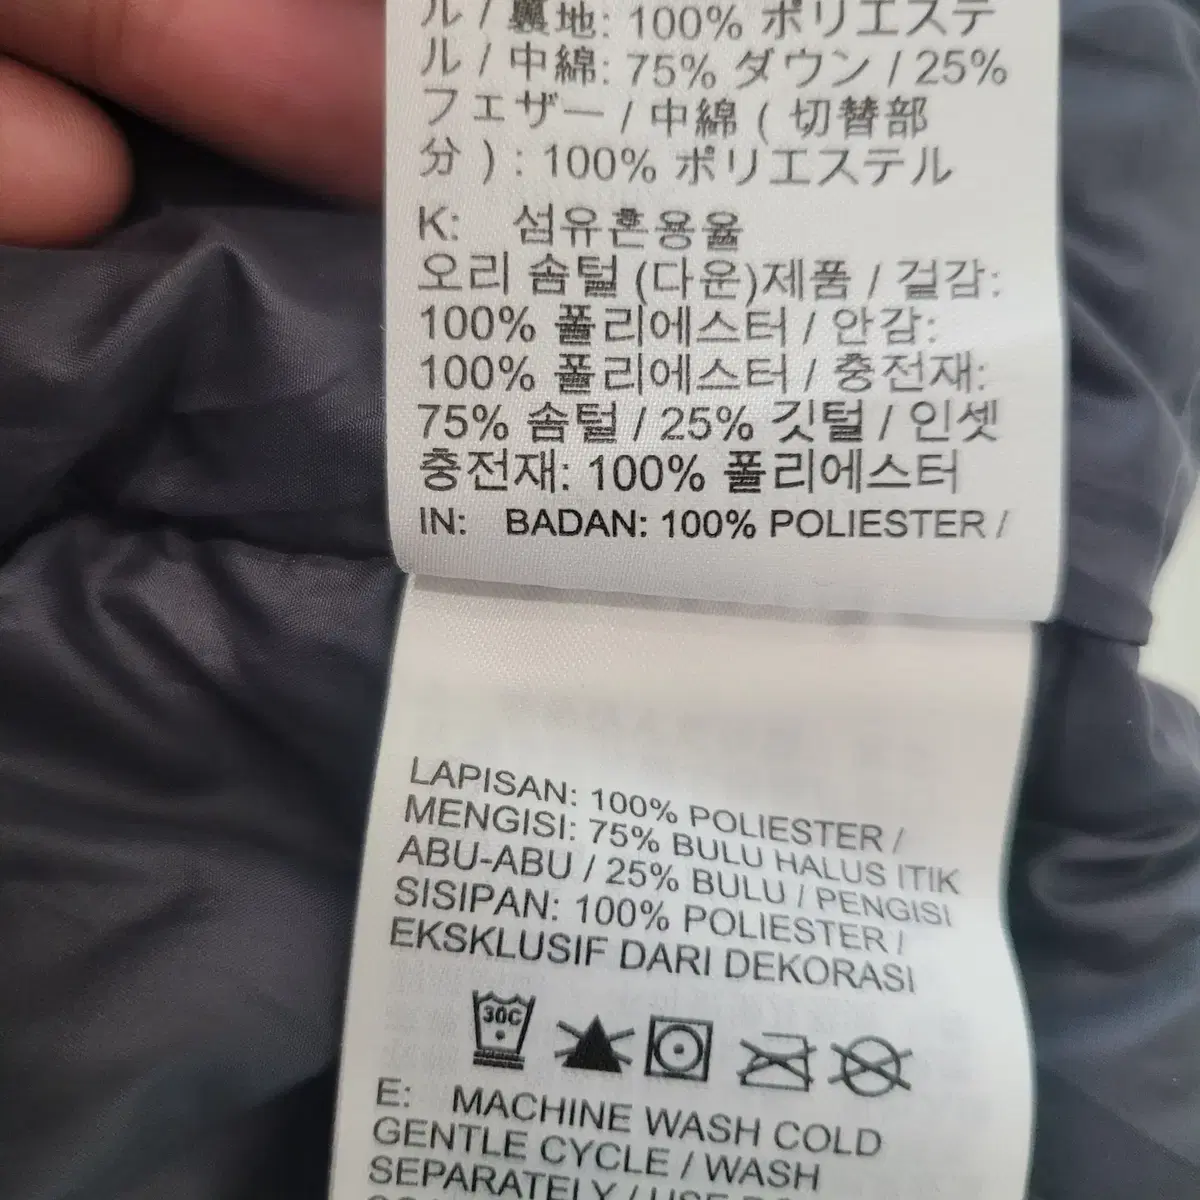 ル / 裏地: 100% ポリエステ
ル / 中綿: 75% ダウン / 25%
フェザー / 中綿 ( 切替部
分 ) : 100% ポリエステル
K: 섬유혼용율
오리 솜털 (다운)제품 / 겉감:
100% 폴리에스터 / 안감:
100% 폴리에스터 / 충전재:
75% 솜털 / 25% 깃털 / 인셋
충전재: 100% 폴리에스터
IN: BADAN: 100% POLIESTER /
LAPISAN: 100% POLIESTER /
MENGISI: 75% BULU HALUS ITIK
ABU-ABU / 25% BULU / PENGISI
SISIPAN: 100% POLIESTER /
EKSKLUSIF DARI DEKORASI
30C
E: MACHINE WASH COLD
GENTLE CYCLE / WASH
SEPARATELY / USE